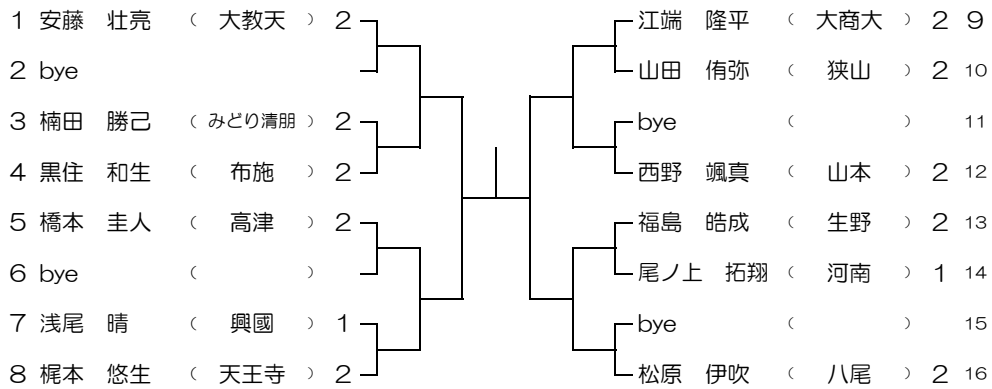 1 安藤 壮亮 （ 大教天 ） 2
2 bye
3 楠田 勝己 （ みどり清朋 ） 2
4 黒住 和生 （ 布施 ） 2
5 橋本 圭人 （ 高津 ） 2
6 bye （ ）
7 浅尾 晴 （ 興國 ） 1
8 梶本 悠生 （ 天王寺 ） 2
江端 隆平 （ 大商大 ） 2 9
山田 侑弥 （ 狭山 ） 2 10
bye （ ） 11
西野 颯真 （ 山本 ） 2 12
福島 皓成 （ 生野 ） 2 13
尾ノ上 拓翔 （ 河南 ） 1 14
bye （ ） 15
松原 伊吹 （ 八尾 ） 2 16